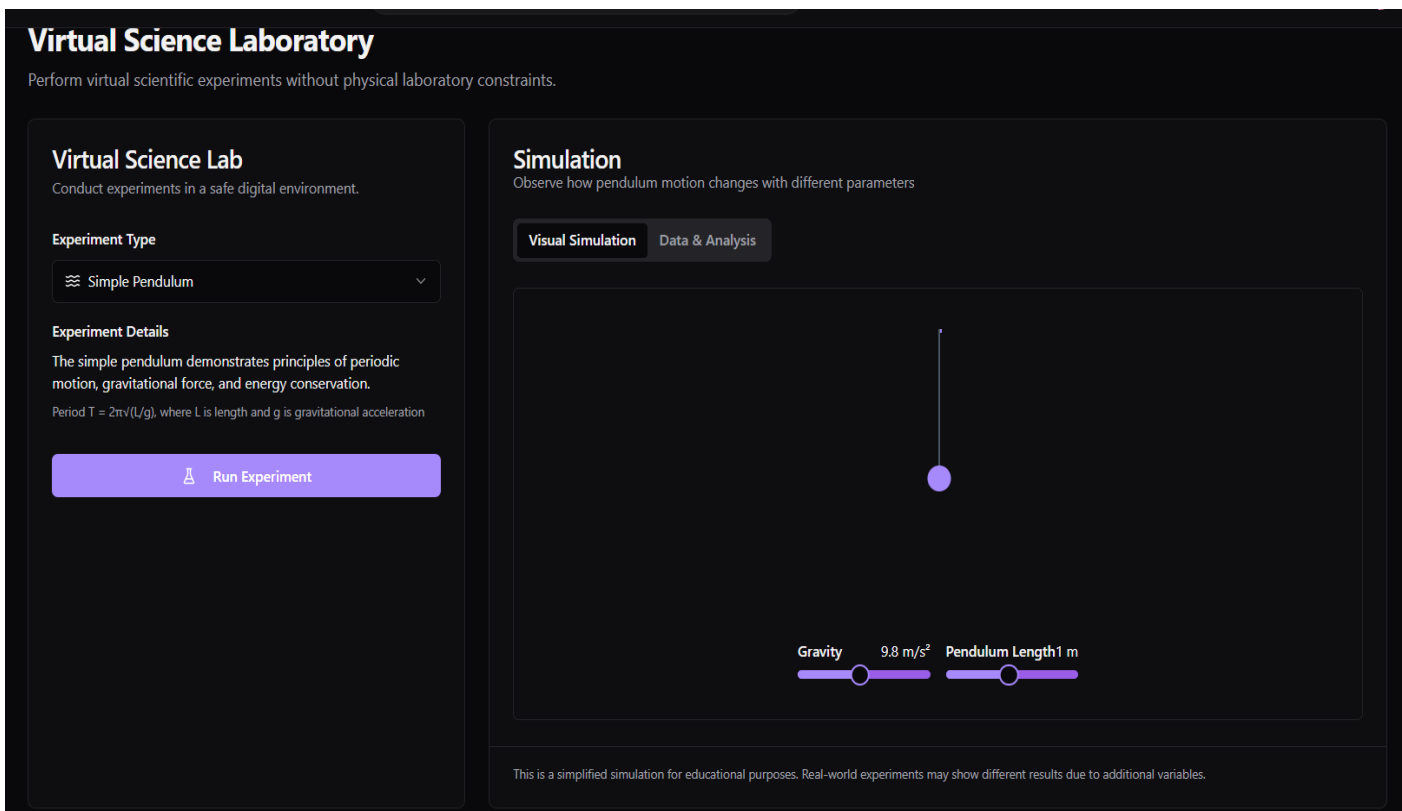 Virtual Science Laboratory
Perform virtual scientific experiments without physical laboratory constraints.
Virtual Science Lab
Conduct experiments in a safe digital environment.
Experiment Type
Simple Pendulum
Experiment Details
The simple pendulum demonstrates principles of periodic
motion, gravitational force, and energy conservation.
Period T = 2π√(L/g), where L is length and g is gravitational acceleration
Run Experiment
Simulation
Observe how pendulum motion changes with different parameters
Visual Simulation Data & Analysis
Gravity 9.8 m/s² Pendulum Length1 m
This is a simplified simulation for educational purposes. Real-world experiments may show different results due to additional variables.